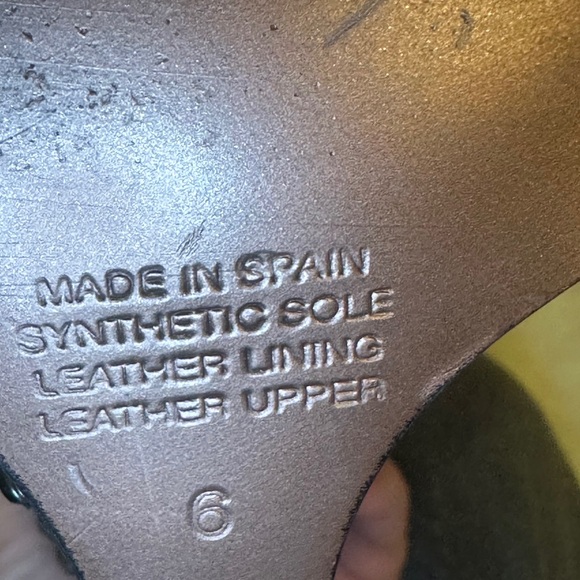 MADE IN SPAIN
SYNTHETIC SOLE
LEATHER LINING
LEATHER UPPER
6